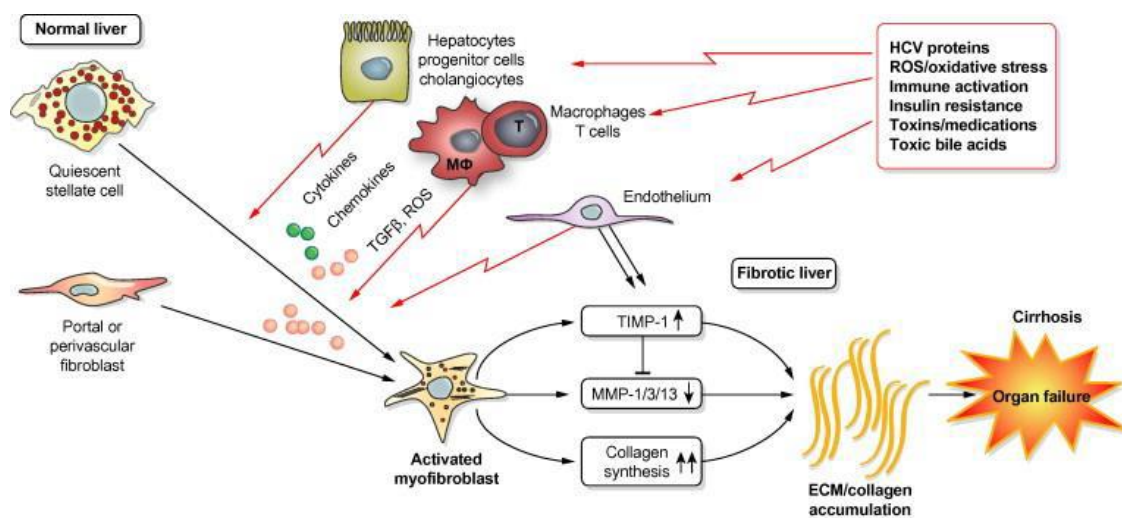 Normal liver
Quiescent
stellate cell
Portal or
perivascular
fibroblast
Hepatocytes
progenitor cells
cholangiocytes
T
MΦ
Macrophages
T cells
Cytokines
Chemokines
TGFβ, ROS
HCV proteins
ROS/oxidative stress
Immune activation
Insulin resistance
Toxins/medications
Toxic bile acids
Endothelium
Fibrotic liver
Activated
myofibroblast
TIMP-1 ↑
MMP-1/3/13 ↓
Collagen
synthesis ↑↑
ECM/collagen
accumulation
Cirrhosis
Organ failure